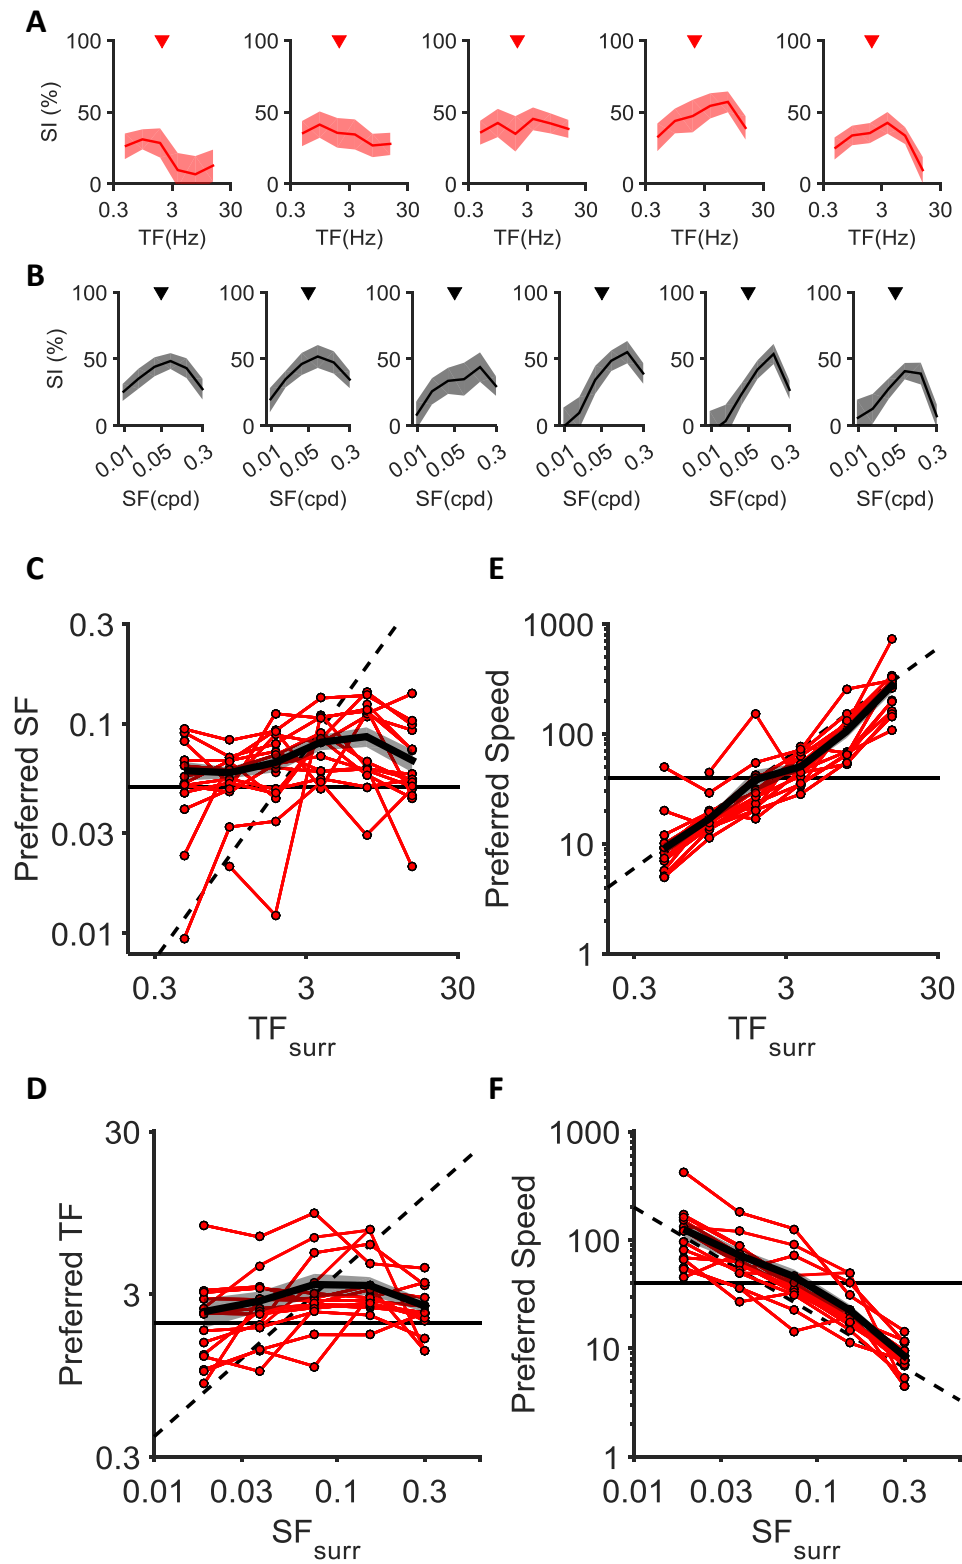 A
100 100 100 100 100
SI (%)
50 50 50 50 50
0 0 0 0 0
0.3 3 30 0.3 3 30 0.3 3 30 0.3 3 30 0.3 3 30
TF(Hz) TF(Hz) TF(Hz) TF(Hz) TF(Hz)
B
100 100 100 100 100 100
SI (%)
50 50 50 50 50 50
0 0 0 0 0 0
0.01 0.05 0.3 0.01 0.05 0.3 0.01 0.05 0.3 0.01 0.05 0.3 0.01 0.05 0.3 0.01 0.05 0.3
SF(cpd) SF(cpd) SF(cpd) SF(cpd) SF(cpd) SF(cpd)
C
Preferred SF
0.3
0.1
0.03
0.01
0.3 3 30
TFsurr
E
Preferred Speed
1000
100
10
1
0.3 3 30
TFsurr
D
Preferred TF
30
3
0.3
0.01 0.03 0.1 0.3
SFsurr
F
Preferred Speed
1000
100
10
1
0.01 0.03 0.1 0.3
SFsurr